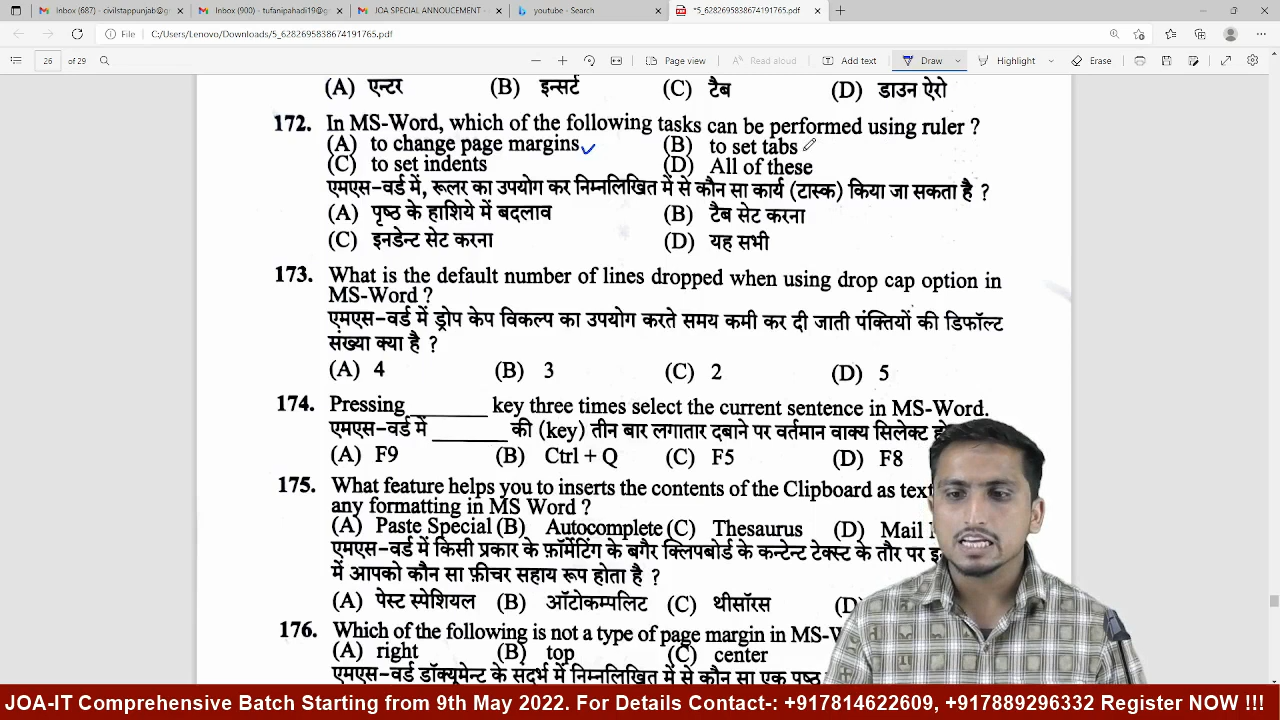 Inbox (687) - civilstappunjab@g
Inbox (900) - tufanipahadi19@g
JOA SPECIAL ANNOUCEMENT -
youtube - Search
*5_6282695838674191765.pdf
File
C:/Users/Lenovo/Downloads/5_6282695838674191765.pdf
26 of 29
Page view
Read aloud
Add text
Draw
Highlight
Erase
(A) एन्टर (B) इन्सर्ट (C) टैब (D) डाउन ऐरो
172. In MS-Word, which of the following tasks can be performed using ruler ?
(A) to change page margins (B) to set tabs
(C) to set indents (D) All of these
एमएस-वर्ड में, रूलर का उपयोग कर निम्नलिखित में से कौन सा कार्य (टास्क) किया जा सकता है ?
(A) पृष्ठ के हाशिये में बदलाव (B) टैब सेट करना
(C) इनडेन्ट सेट करना (D) यह सभी
173. What is the default number of lines dropped when using drop cap option in
MS-Word ?
एमएस-वर्ड में ड्रोप केप विकल्प का उपयोग करते समय कमी कर दी जाती पंक्तियों की डिफॉल्ट
संख्या क्या है ?
(A) 4 (B) 3 (C) 2 (D) 5
174. Pressing _______ key three times select the current sentence in MS-Word.
एमएस-वर्ड में _______ की (key) तीन बार लगातार दबाने पर वर्तमान वाक्य सिलेक्ट
(A) F9 (B) Ctrl + Q (C) F5 (D) F8
175. What feature helps you to inserts the contents of the Clipboard as text
any formatting in MS Word ?
(A) Paste Special (B) Autocomplete (C) Thesaurus (D) Mail
एमएस-वर्ड में किसी प्रकार के फ़ॉर्मेटिंग के बगैर क्लिपबोर्ड के कन्टेन्ट टेक्स्ट के तौर पर
में आपको कौन सा फ़ीचर सहाय रूप होता है ?
(A) पेस्ट स्पेशियल (B) ऑटोकम्पलिट (C) थीसॉरस (D)
176. Which of the following is not a type of page margin in MS-
(A) right (B) top (C) center
एमएस-वर्ड डॉक्यूमेन्ट के संदर्भ में निम्नलिखित में से कौन सा एक पृष्ठ
JOA-IT Comprehensive Batch Starting from 9th May 2022. For Details Contact-: +917814622609, +917889296332 Register NOW !!!